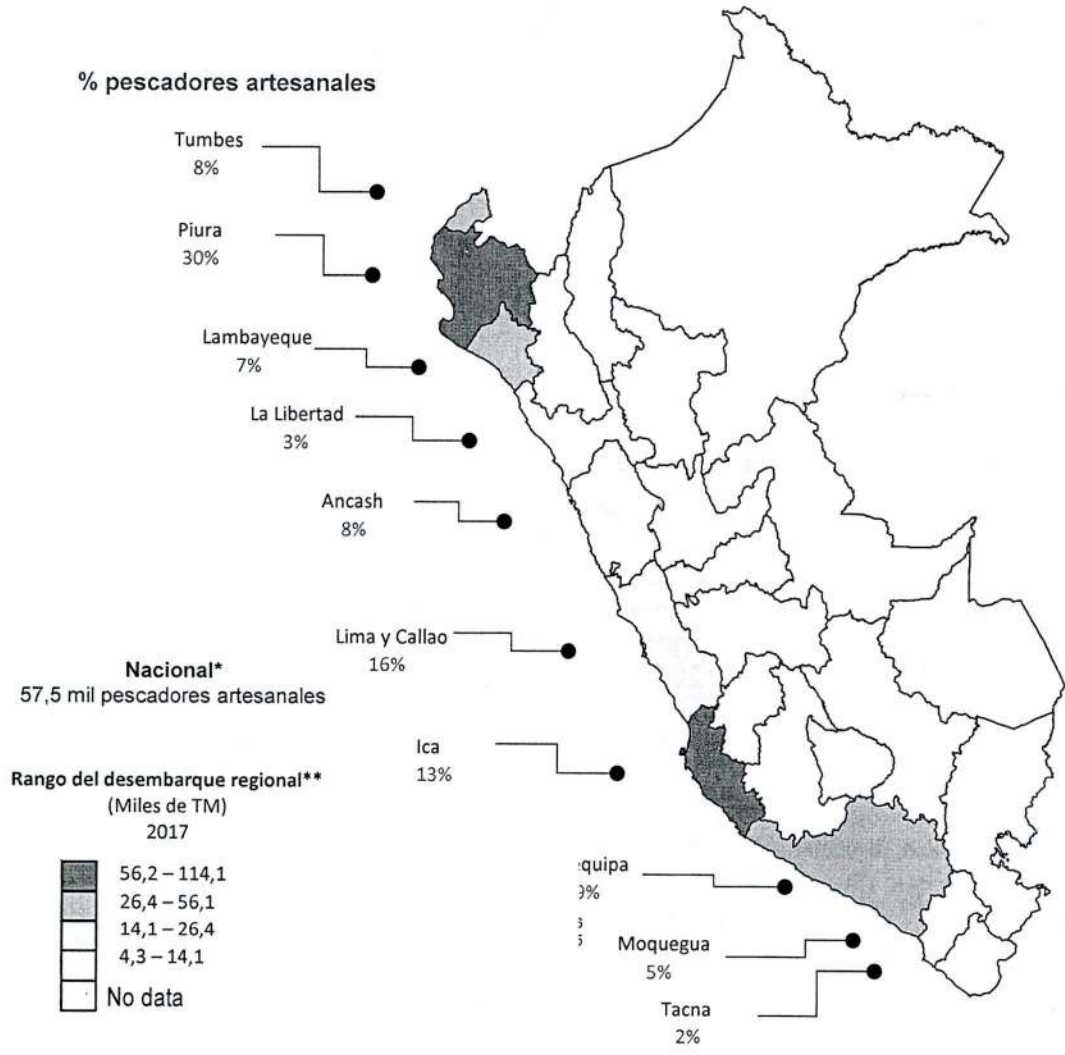 % pescadores artesanales
Tumbes
8%
Piura
30%
Lambayeque
7%
La Libertad
3%
Ancash
8%
Lima y Callao
16%
Nacional*
57,5 mil pescadores artesanales
Ica
13%
Rango del desembarque regional**
(Miles de TM)
2017
56,2 – 114,1
26,4 – 56,1
14,1 – 26,4
4,3 – 14,1
No data
equipa
9%
Moquegua
5%
Tacna
2%